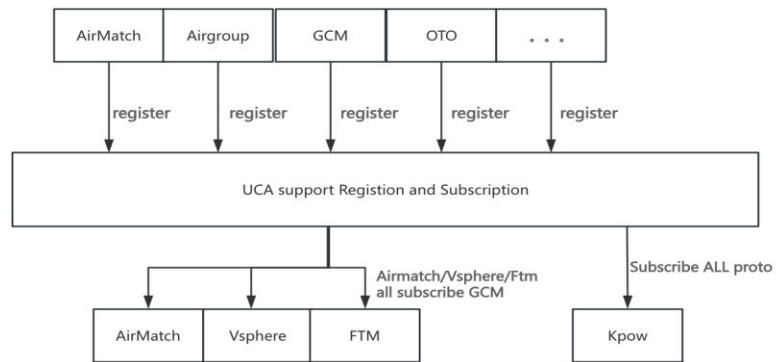 AirMatch Airgroup GCM OTO 。。。
register register register register register
UCA support Registion and Subscription
Airmatch/Vsphere/Ftm
all subscribe GCM
Subscribe ALL proto
AirMatch Vsphere FTM Kpow